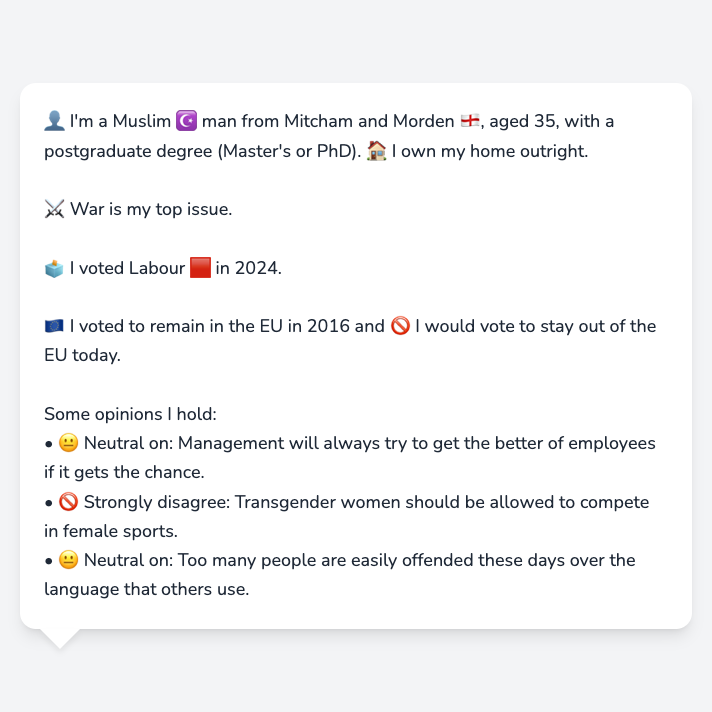 👤 I'm a Muslim ☪️ man from Mitcham and Morden 🏴󠁧󠁢󠁥󠁮󠁧󠁿, aged 35, with a
postgraduate degree (Master's or PhD). 🏠 I own my home outright.
⚔️ War is my top issue.
🗳️ I voted Labour 🟥 in 2024.
🇪🇺 I voted to remain in the EU in 2016 and 🚫 I would vote to stay out of the
EU today.
Some opinions I hold:
• 😐 Neutral on: Management will always try to get the better of employees
if it gets the chance.
• 🚫 Strongly disagree: Transgender women should be allowed to compete
in female sports.
• 😐 Neutral on: Too many people are easily offended these days over the
language that others use.